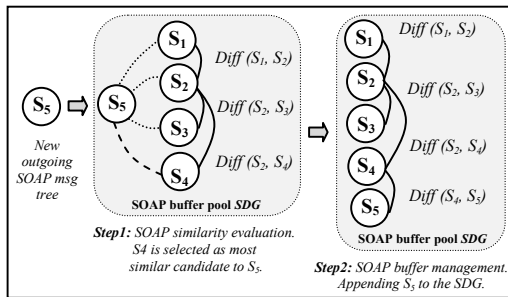 S5
New
outgoing
SOAP msg
tree
S5
S1
S2
S3
S4
Diff (S1, S2)
Diff (S2, S3)
Diff (S2, S4)
SOAP buffer pool SDG
Step1: SOAP similarity evaluation.
S4 is selected as most
similar candidate to S5.
S1
S2
S3
S4
S5
Diff (S1, S2)
Diff (S2, S3)
Diff (S2, S4)
Diff (S4, S5)
SOAP buffer pool SDG
Step2: SOAP buffer management.
Appending S5 to the SDG.